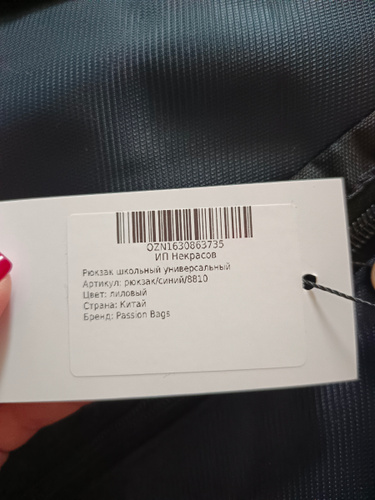 OZN1630863735
ИП Некрасов
Рюкзак школьный универсальный
Артикул: рюкзак/синий/8810
Цвет: лиловый
Страна: Китай
Бренд: Passion Bags